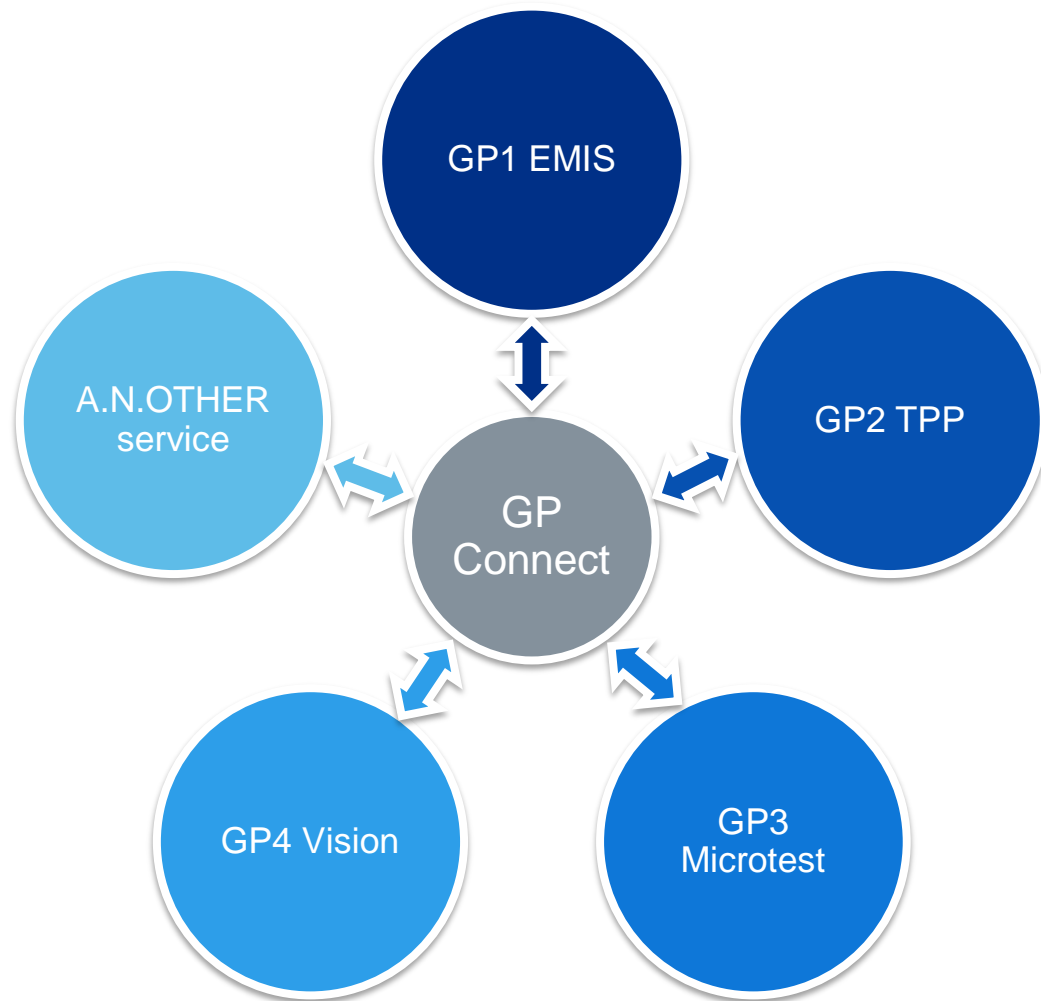 GP1 EMIS
A.N.OTHER
service
GP2 TPP
GP
Connect
GP4 Vision
GP3
Microtest